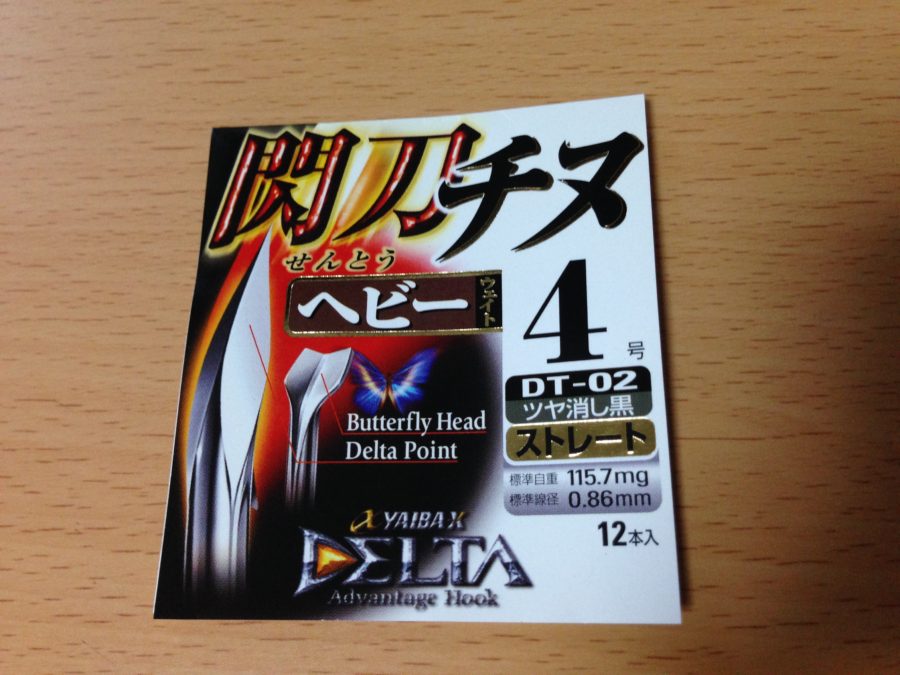 閃刀チヌ
せんとう
ヘビーウェイト
4号
DT-02
ツヤ消し黒
ストレート
Butterfly Head
Delta Point
標準自重 115.7mg
標準線径 0.86mm
12本入
YAIBA X
DELTA
Advantage Hook